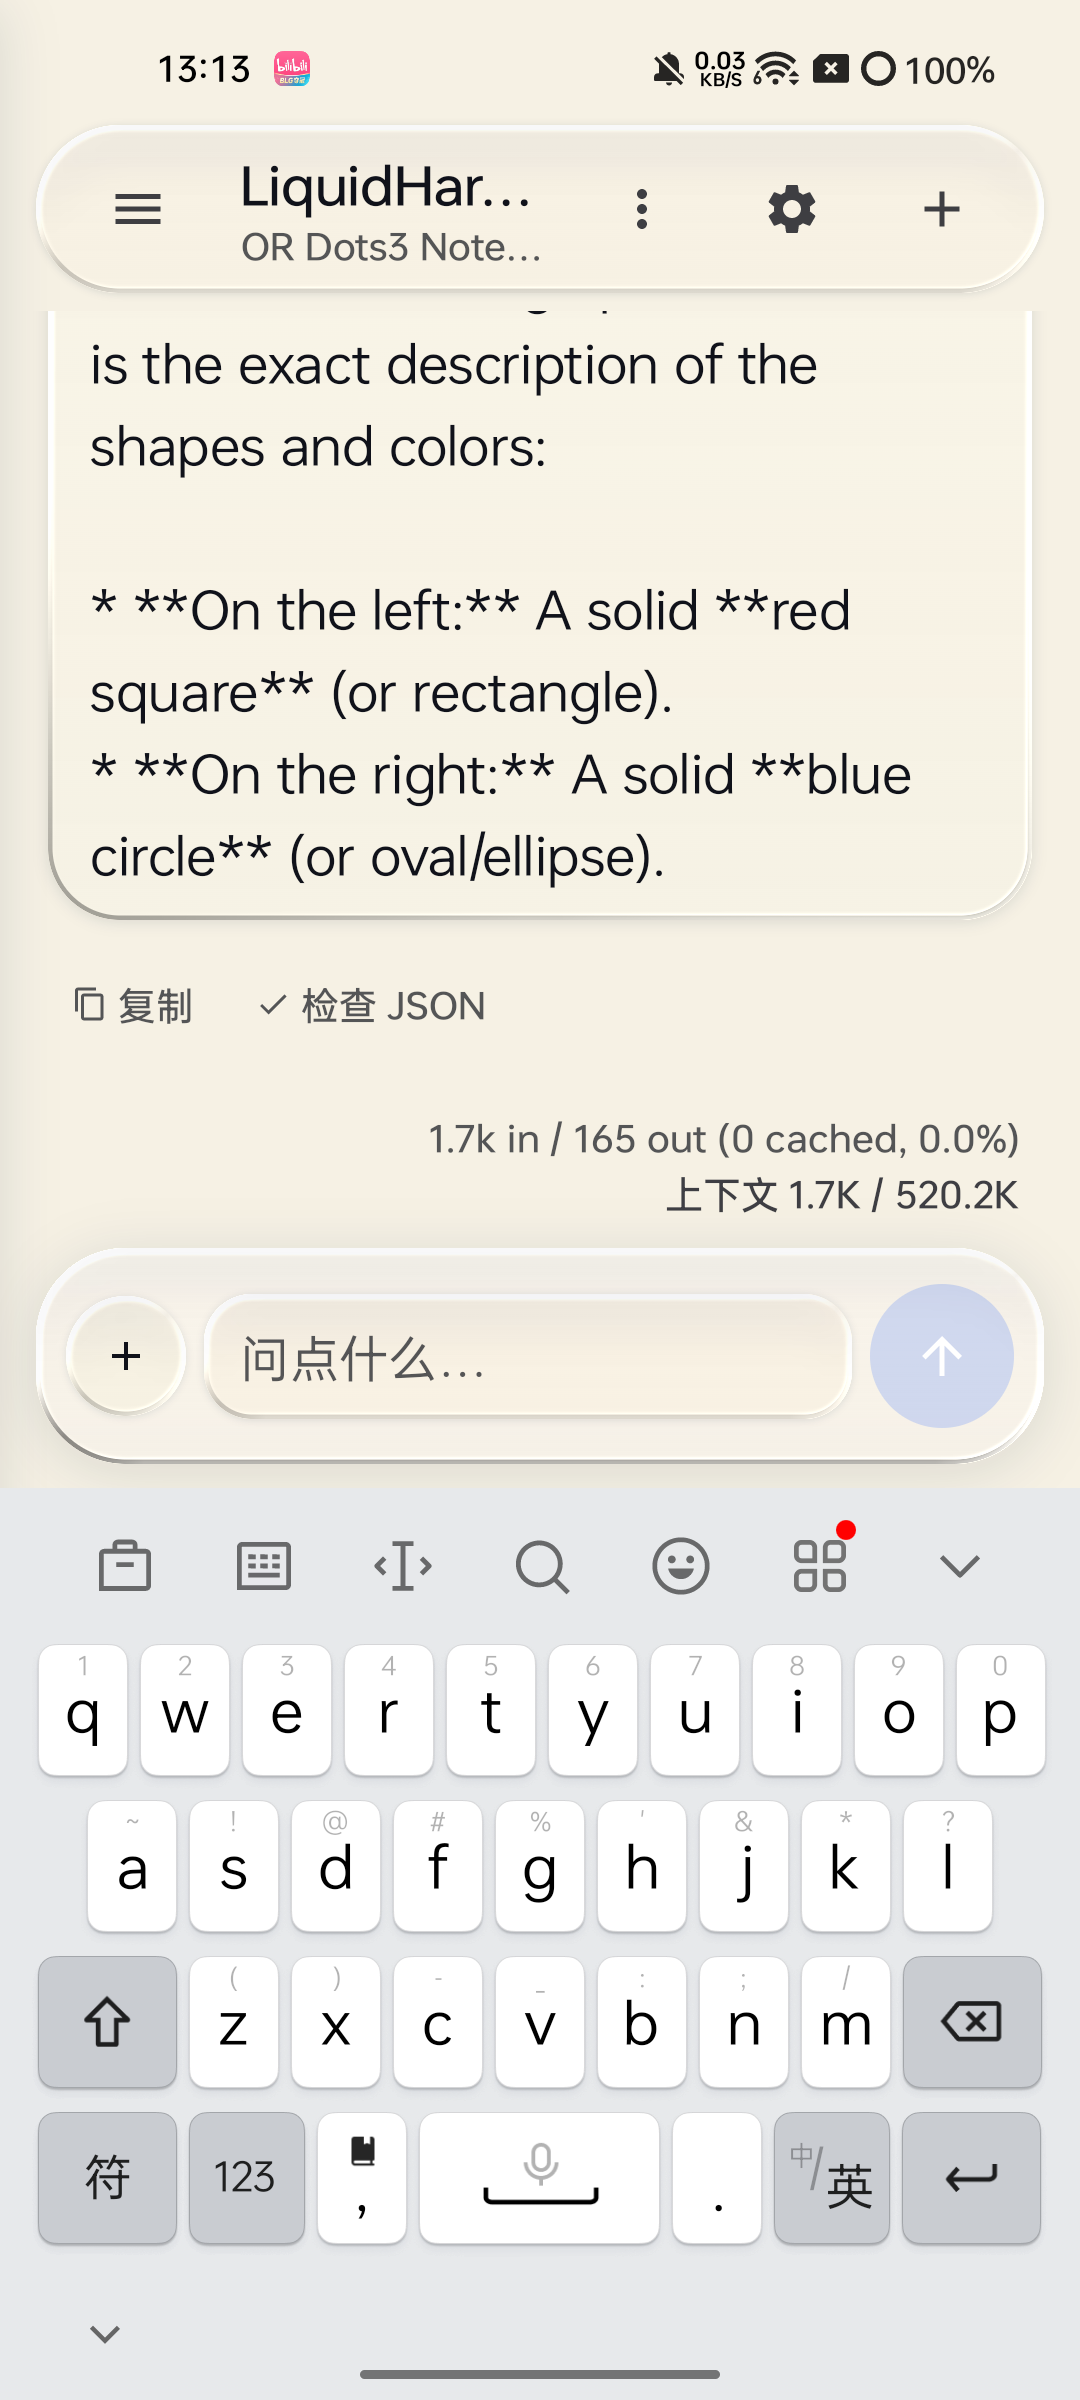 13:13
0.03
KB/S
6
100%
LiquidHar...
OR Dots3 Note...
is the exact description of the
shapes and colors:
* **On the left:** A solid **red
square** (or rectangle).
* **On the right:** A solid **blue
circle** (or oval/ellipse).
复制 检查 JSON
1.7k in / 165 out (0 cached, 0.0%)
上下文 1.7K / 520.2K
问点什么...
1 2 3 4 5 6 7 8 9 0
q w e r t y u i o p
~ ! @ # % ' & * ?
a s d f g h j k l
( ) - _ : ; /
z x c v b n m
符 123 , . 中/英